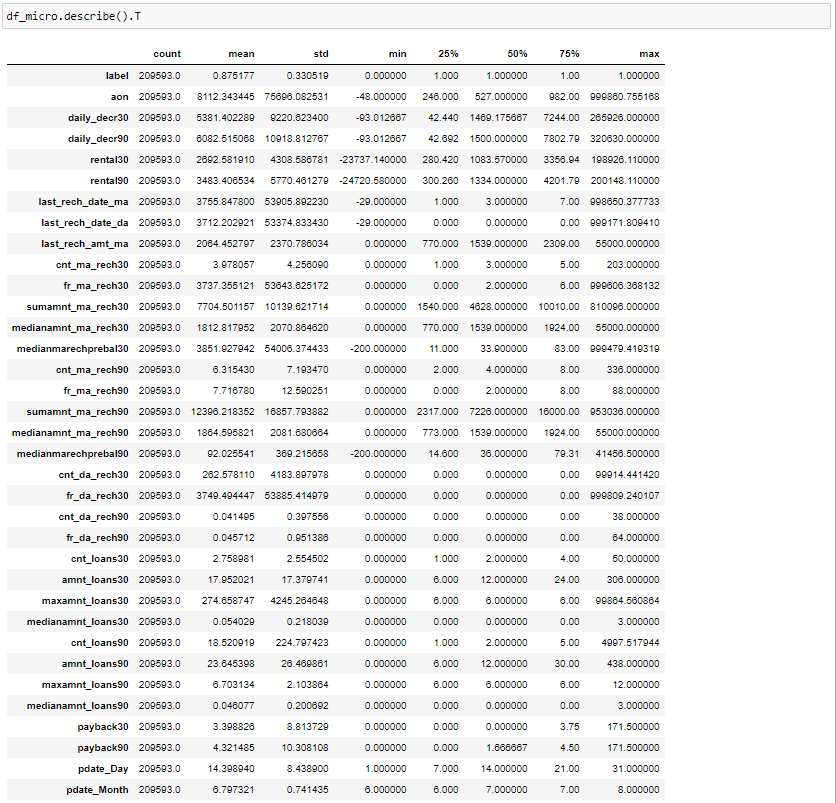 df_micro.describe().T
count mean std min 25% 50% 75% max
label 209593.0 0.875177 0.330519 0.000000 1.000 1.000000 1.00 1.000000
aon 209593.0 8112.343445 75696.082531 -48.000000 246.000 527.000000 982.00 999860.755168
daily_decr30 209593.0 5381.402289 9220.623400 -93.012667 42.440 1469.175667 7244.00 265926.000000
daily_decr90 209593.0 6082.515068 10918.812767 -93.012667 42.692 1500.000000 7802.79 320630.000000
rental30 209593.0 2692.581910 4308.586781 -23737.140000 280.420 1083.570000 3356.94 198926.110000
rental90 209593.0 3483.406534 5770.461279 -24720.580000 300.260 1334.000000 4201.79 200148.110000
last_rech_date_ma 209593.0 3755.847800 53905.892230 -29.000000 1.000 3.000000 7.00 998650.377733
last_rech_date_da 209593.0 3712.202921 53374.833430 -29.000000 0.000 0.000000 0.00 999171.809410
last_rech_amt_ma 209593.0 2064.452797 2370.786034 0.000000 770.000 1539.000000 2309.00 55000.000000
cnt_ma_rech30 209593.0 3.978057 4.256090 0.000000 1.000 3.000000 5.00 203.000000
fr_ma_rech30 209593.0 3737.355121 53643.625172 0.000000 0.000 2.000000 6.00 999606.368132
sumamnt_ma_rech30 209593.0 7704.501157 10139.621714 0.000000 1540.000 4628.000000 10010.00 810096.000000
medianamnt_ma_rech30 209593.0 1812.817952 2070.864620 0.000000 770.000 1539.000000 1924.00 55000.000000
medianmarechprebal30 209593.0 3851.927942 54006.374433 -200.000000 11.000 33.900000 83.00 999479.419319
cnt_ma_rech90 209593.0 6.315430 7.193470 0.000000 2.000 4.000000 8.00 336.000000
fr_ma_rech90 209593.0 7.716780 12.590251 0.000000 0.000 2.000000 8.00 88.000000
sumamnt_ma_rech90 209593.0 12396.218352 16857.793882 0.000000 2317.000 7226.000000 16000.00 953036.000000
medianamnt_ma_rech90 209593.0 1864.595821 2081.680664 0.000000 773.000 1539.000000 1924.00 55000.000000
medianmarechprebal90 209593.0 92.025541 369.215658 -200.000000 14.600 36.000000 79.31 41456.500000
cnt_da_rech30 209593.0 262.578110 4183.897978 0.000000 0.000 0.000000 0.00 99914.441420
fr_da_rech30 209593.0 3749.494447 53885.414979 0.000000 0.000 0.000000 0.00 999809.240107
cnt_da_rech90 209593.0 0.041495 0.397556 0.000000 0.000 0.000000 0.00 38.000000
fr_da_rech90 209593.0 0.045712 0.951386 0.000000 0.000 0.000000 0.00 64.000000
cnt_loans30 209593.0 2.758981 2.554502 0.000000 1.000 2.000000 4.00 50.000000
amnt_loans30 209593.0 17.952021 17.379741 0.000000 6.000 12.000000 24.00 306.000000
maxamnt_loans30 209593.0 274.658747 4245.264648 0.000000 6.000 6.000000 6.00 99864.560864
medianamnt_loans30 209593.0 0.054029 0.218039 0.000000 0.000 0.000000 0.00 3.000000
cnt_loans90 209593.0 18.520919 224.797423 0.000000 1.000 2.000000 5.00 4997.517944
amnt_loans90 209593.0 23.645398 26.469861 0.000000 6.000 12.000000 30.00 438.000000
maxamnt_loans90 209593.0 6.703134 2.103864 0.000000 6.000 6.000000 6.00 12.000000
medianamnt_loans90 209593.0 0.046077 0.200692 0.000000 0.000 0.000000 0.00 3.000000
payback30 209593.0 3.398826 8.813729 0.000000 0.000 0.000000 3.75 171.500000
payback90 209593.0 4.321485 10.308108 0.000000 0.000 1.666667 4.50 171.500000
pdate_Day 209593.0 14.398940 8.438900 1.000000 7.000 14.000000 21.00 31.000000
pdate_Month 209593.0 6.797321 0.741435 6.000000 6.000 7.000000 7.00 8.000000